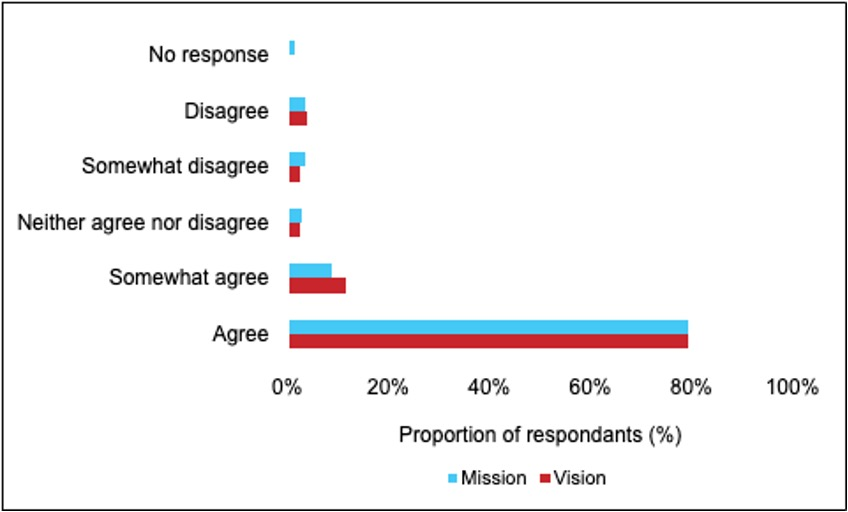 No response
Disagree
Somewhat disagree
Neither agree nor disagree
Somewhat agree
Agree
0% 20% 40% 60% 80% 100%
Proportion of respondants (%)
Mission Vision